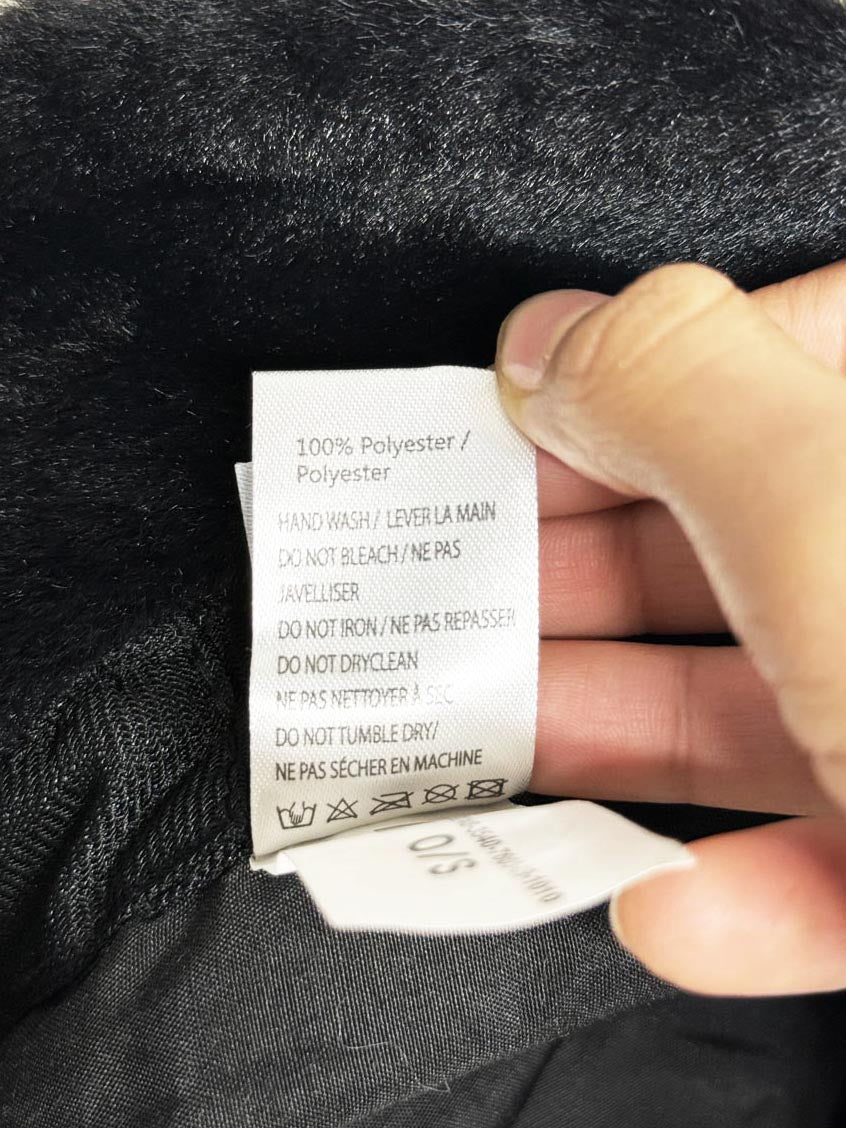 100% Polyester /
Polyester
HAND WASH / LEVER LA MAIN
DO NOT BLEACH / NE PAS
JAVELLISER
DO NOT IRON / NE PAS REPASSER
DO NOT DRYCLEAN
NE PAS NETTOYER À SEC
DO NOT TUMBLE DRY/
NE PAS SÉCHER EN MACHINE
O/S